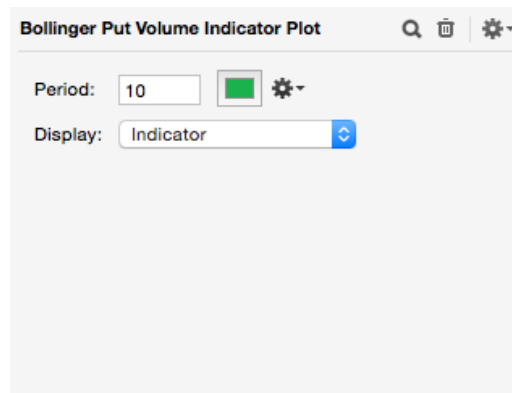 Bollinger Put Volume Indicator Plot
Period: 10
Display: Indicator